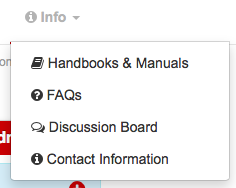 Info
Handbooks & Manuals
FAQs
Discussion Board
Contact Information